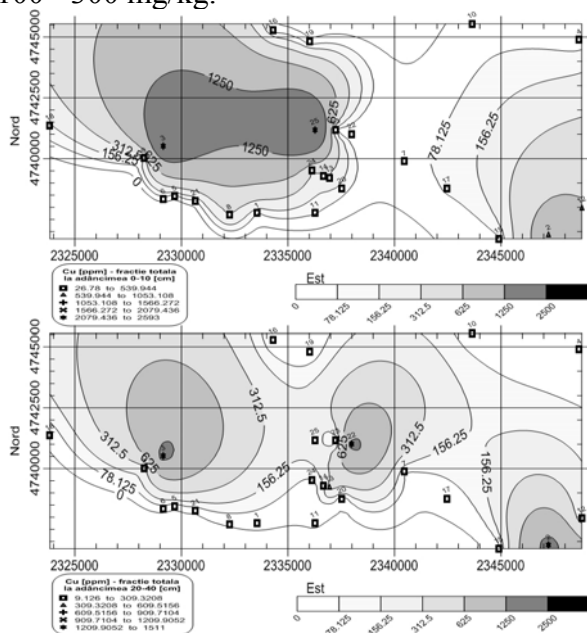 100 - 500 mg/kg.
Nord
4745000
4742500
4740000
1250
1250
625
625
312.5
156.25
0
78.125
156.25
2325000 2330000 2335000 2340000 2345000
Cu [ppm] - fractie totala
la adâncimea 0-10 [cm]
26.78 to 539.944
539.944 to 1053.108
1053.108 to 1566.272
1566.272 to 2079.436
2079.436 to 2593
Est
0 78.125 156.25 312.5 625 1250 2500
Nord
4745000
4742500
4740000
312.5
312.5
625
78.125
0
156.25
625
312.5
156.25
156.25
2325000 2330000 2335000 2340000 2345000
Cu [ppm] - fractie totala
la adâncimea 20-40 [cm]
9.126 to 309.3208
309.3208 to 609.5156
609.5156 to 909.7104
909.7104 to 1209.9052
1209.9052 to 1511
Est
0 78.125 156.25 312.5 625 1250 2500